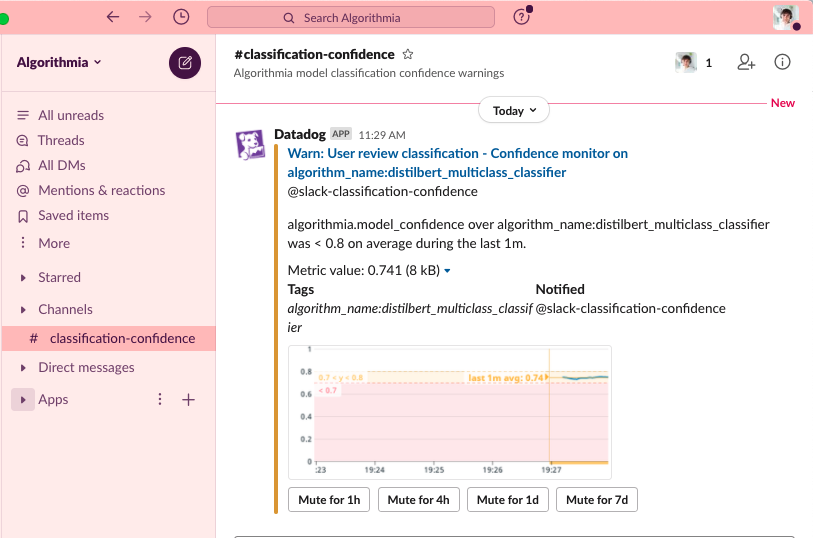 Search Algorithmia
Algorithmia
All unreads
Threads
All DMs
Mentions & reactions
Saved items
More
Starred
Channels
# classification-confidence
Direct messages
Apps
#classification-confidence
Algorithmia model classification confidence warnings
1
Today
New
Datadog APP 11:29 AM
Warn: User review classification - Confidence monitor on
algorithm_name:distilbert_multiclass_classifier
@slack-classification-confidence
algorithmia.model_confidence over algorithm_name:distilbert_multiclass_classifier
was < 0.8 on average during the last 1m.
Metric value: 0.741 (8 kB)
Tags Notified
algorithm_name:distilbert_multiclass_classif @slack-classification-confidence
ier
1
0.8
0.7 < y < 0.8 last 1m avg: 0.74
< 0.7
0.6
0.4
0.2
0
:23 19:24 19:25 19:26 19:27
Mute for 1h Mute for 4h Mute for 1d Mute for 7d